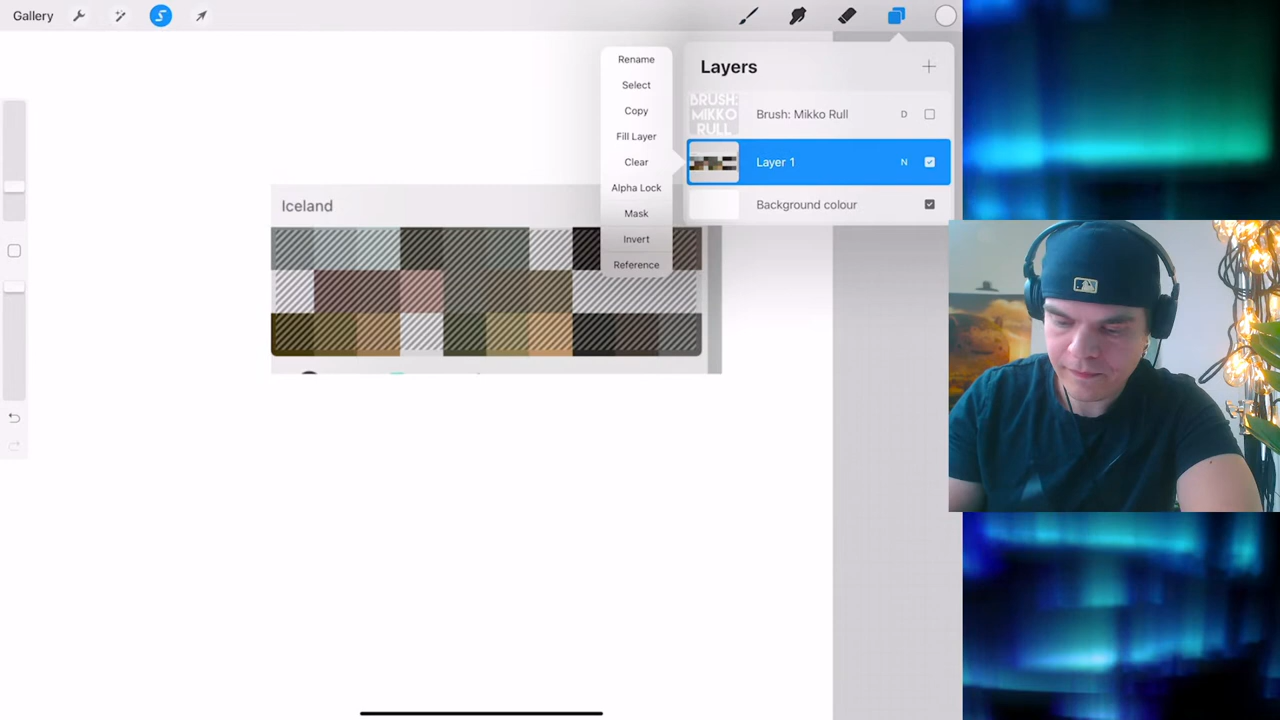 Gallery
Rename
Select
Copy
Fill Layer
Clear
Alpha Lock
Mask
Invert
Reference
Layers
BRUSH:
MIKKO
RULL
Brush: Mikko Rull
D
Layer 1
N
Background colour
Iceland